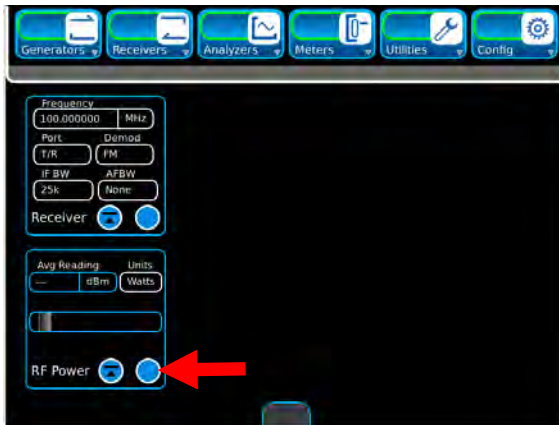 Generators Receivers Analyzers Meters Utilities Config
Frequency
100.000000 MHz
Port Demod
T/R FM
IF BW AFBW
25k None
Receiver
Avg Reading Units
--- dBm Watts
RF Power